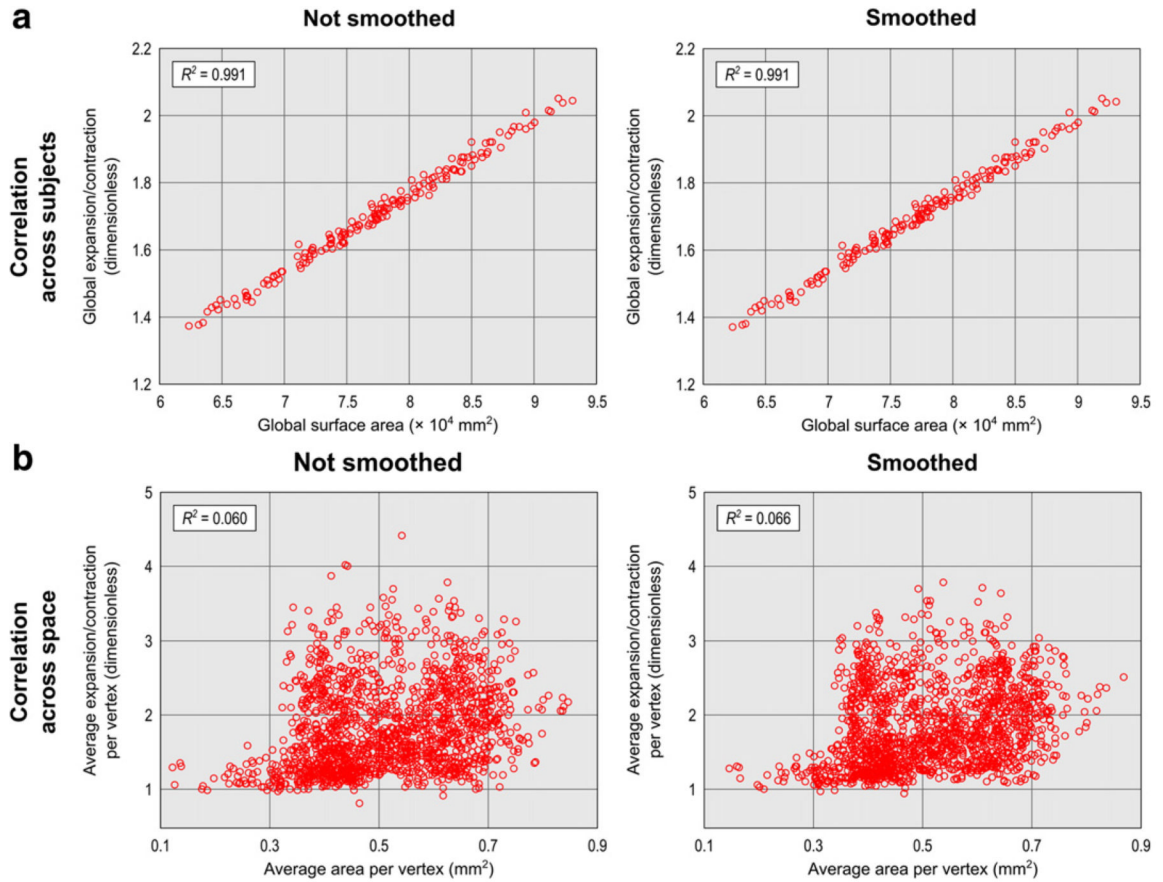 a
Not smoothed
Smoothed
Correlation
across subjects
Global expansion/contraction
(dimensionless)
2.2
2
1.8
1.6
1.4
1.2
R² = 0.991
6 6.5 7 7.5 8 8.5 9 9.5
Global surface area (× 10⁴ mm²)
Global expansion/contraction
(dimensionless)
2.2
2
1.8
1.6
1.4
1.2
R² = 0.991
6 6.5 7 7.5 8 8.5 9 9.5
Global surface area (× 10⁴ mm²)
b
Not smoothed
Smoothed
Correlation
across space
Average expansion/contraction
per vertex (dimensionless)
5
4
3
2
1
R² = 0.060
0.1 0.3 0.5 0.7 0.9
Average area per vertex (mm²)
Average expansion/contraction
per vertex (dimensionless)
5
4
3
2
1
R² = 0.066
0.1 0.3 0.5 0.7 0.9
Average area per vertex (mm²)